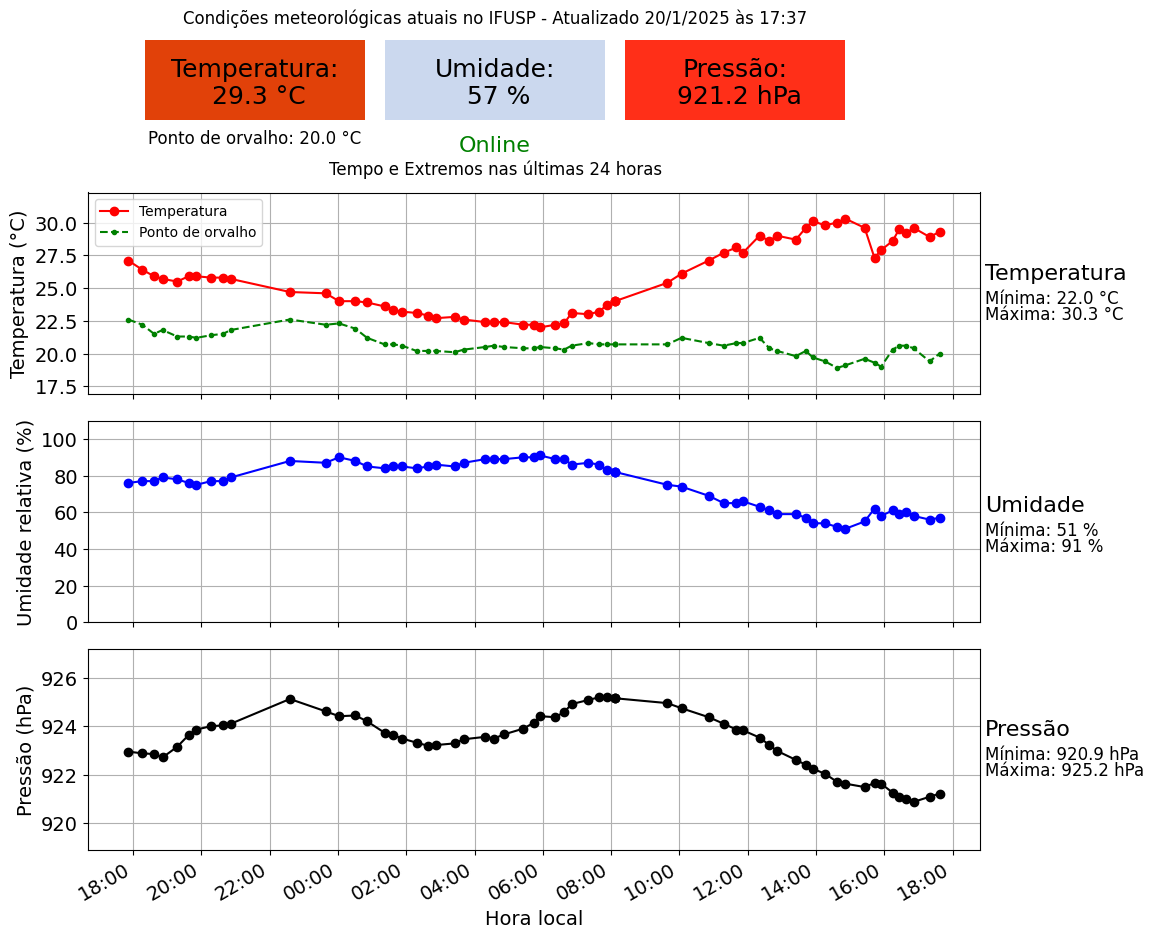 Condições meteorológicas atuais no IFUSP - Atualizado 20/1/2025 às 17:37
Temperatura:
29.3 °C
Umidade:
57 %
Pressão:
921.2 hPa
Ponto de orvalho: 20.0 °C
Online
Tempo e Extremos nas últimas 24 horas
Temperatura (°C)
30.0
27.5
25.0
22.5
20.0
17.5
Temperatura
Ponto de orvalho
Temperatura
Mínima: 22.0 °C
Máxima: 30.3 °C
Umidade relativa (%)
100
80
60
40
20
0
Umidade
Mínima: 51 %
Máxima: 91 %
Pressão (hPa)
926
924
922
920
Pressão
Mínima: 920.9 hPa
Máxima: 925.2 hPa
18:00 20:00 22:00 00:00 02:00 04:00 06:00 08:00 10:00 12:00 14:00 16:00 18:00
Hora local